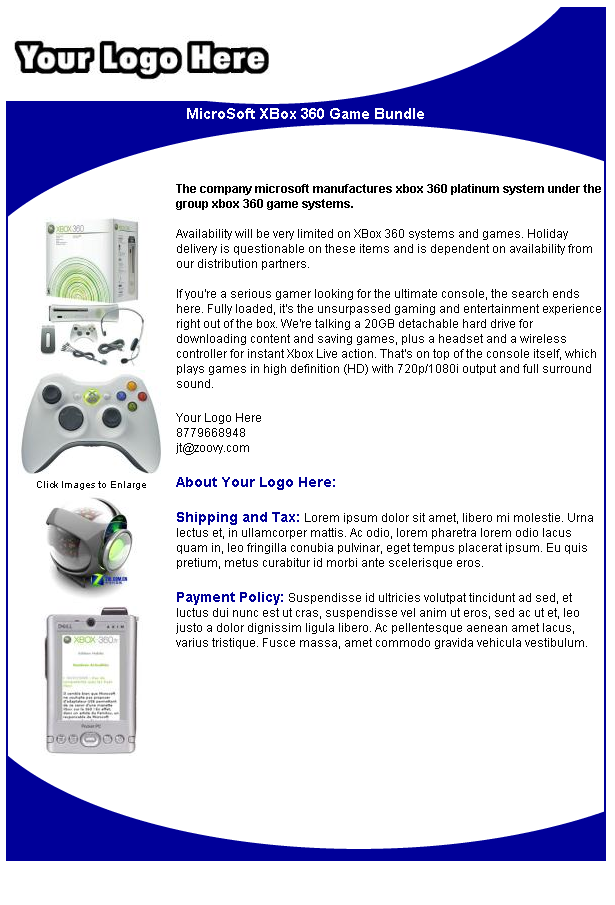 Your Logo Here
MicroSoft XBox 360 Game Bundle
The company microsoft manufactures xbox 360 platinum system under the
group xbox 360 game systems.
Availability will be very limited on XBox 360 systems and games. Holiday
delivery is questionable on these items and is dependent on availability from
our distribution partners.
If you're a serious gamer looking for the ultimate console, the search ends
here. Fully loaded, it's the unsurpassed gaming and entertainment experience
right out of the box. We're talking a 20GB detachable hard drive for
downloading content and saving games, plus a headset and a wireless
controller for instant Xbox Live action. That's on top of the console itself, which
plays games in high definition (HD) with 720p/1080i output and full surround
sound.
Your Logo Here
8779668948
jt@zoovy.com
About Your Logo Here:
Shipping and Tax: Lorem ipsum dolor sit amet, libero mi molestie. Urna
lectus et, in ullamcorper mattis. Ac odio, lorem pharetra lorem odio lacus
quam in, leo fringilla conubia pulvinar, eget tempus placerat ipsum. Eu quis
pretium, metus curabitur id morbi ante scelerisque eros.
Payment Policy: Suspendisse id ultricies volutpat tincidunt ad sed, et
luctus dui nunc est ut cras, suspendisse vel anim ut eros, sed ac ut et, leo
justo a dolor dignissim ligula libero. Ac pellentesque aenean amet lacus,
varius tristique. Fusce massa, amet commodo gravida vehicula vestibulum.
XBOX360
Click Images to Enlarge
DELL AXIM
XBOX 360
Pocket PC